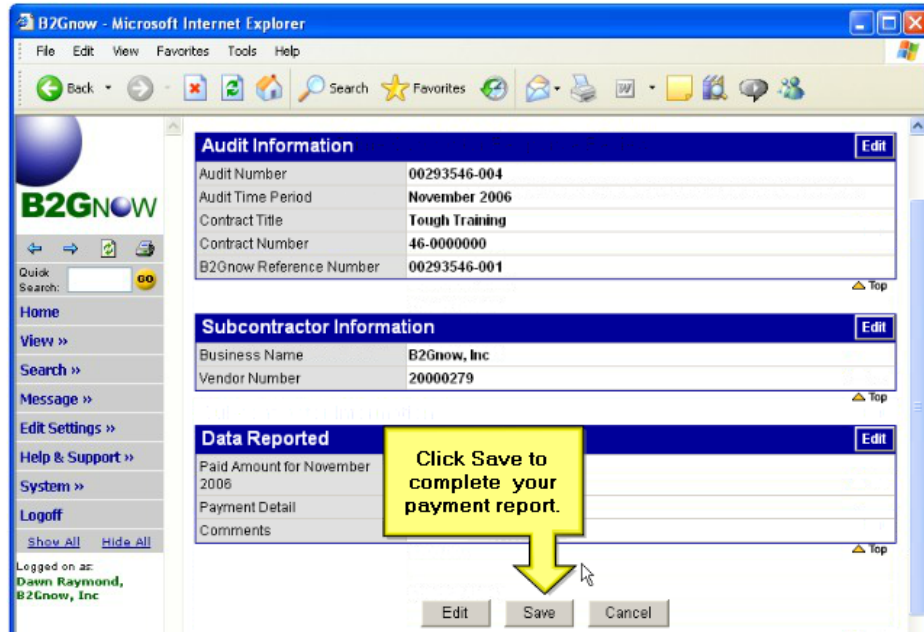 B2Gnow - Microsoft Internet Explorer
File Edit View Favorites Tools Help
Back Search Favorites
B2GNOW
Quick Search: GO
Home
View »
Search »
Message »
Edit Settings »
Help & Support »
System »
Logoff
Show All Hide All
Logged on as:
Dawn Raymond,
B2Gnow, Inc
Audit Information Edit
Audit Number 00293546-004
Audit Time Period November 2006
Contract Title Tough Training
Contract Number 46-0000000
B2Gnow Reference Number 00293546-001
Top
Subcontractor Information Edit
Business Name B2Gnow, Inc
Vendor Number 20000279
Top
Data Reported Edit
Paid Amount for November
2006
Payment Detail
Comments
Top
Click Save to
complete your
payment report.
Edit Save Cancel